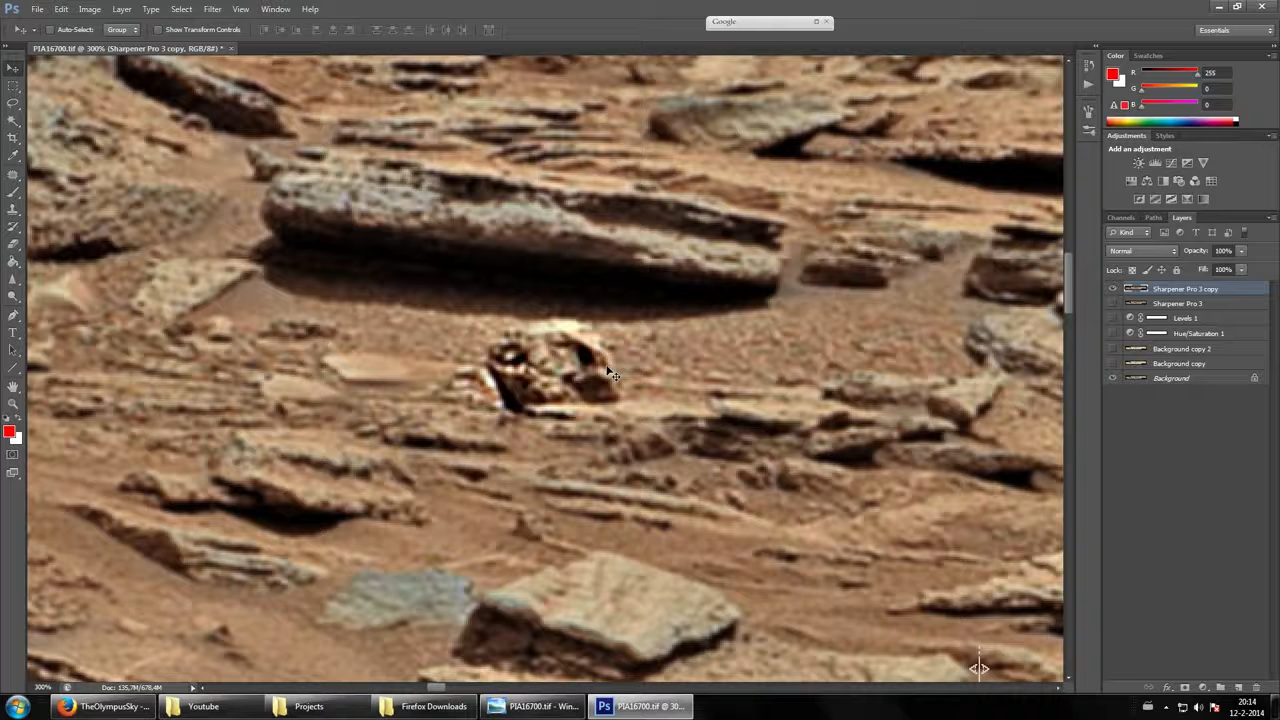 Ps File Edit Image Layer Type Select Filter View Window Help
Google
Auto-Select: Group Show Transform Controls
Essentials
PIA16700.tif @ 300% (Sharpener Pro 3 copy, RGB/8#) * ×
Color Swatches
R 255
G 0
B 0
Adjustments Styles
Add an adjustment
Channels Paths Layers
Kind
Normal Opacity: 100%
Lock: Fill: 100%
Sharpener Pro 3 copy
Sharpener Pro 3
Levels 1
Hue/Saturation 1
Background copy 2
Background copy
Background
300% Doc: 135,7M/678,4M
TheOlympusSky -... Youtube Projects Firefox Downloads PIA16700.tif - Win... Ps PIA16700.tif @ 30...
20:14
12-2-2014